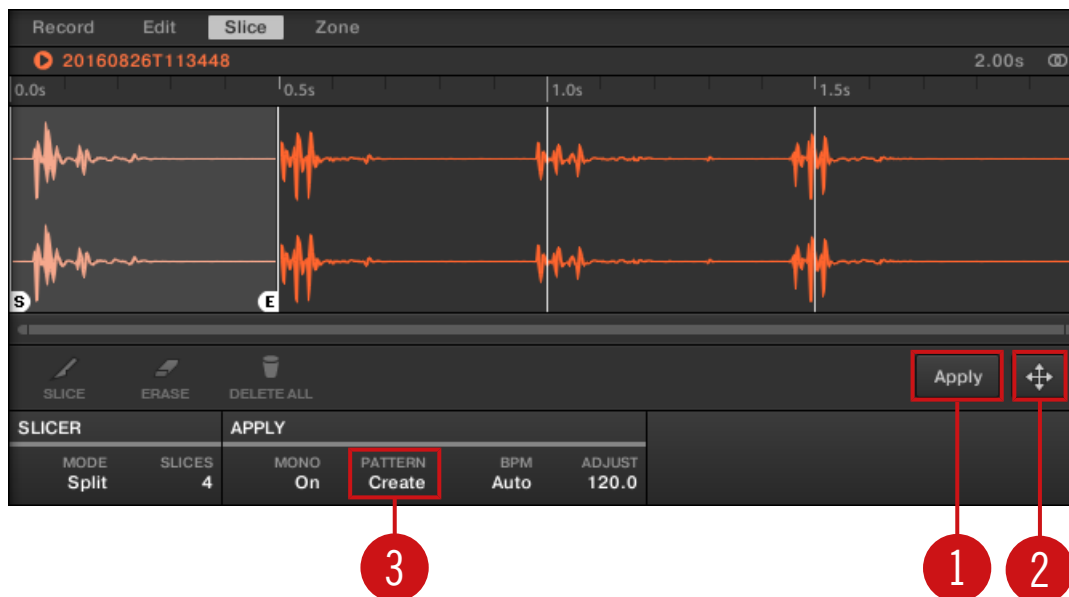 Record Edit Slice Zone
20160826T113448 2.00s
0.0s 0.5s 1.0s 1.5s
S E
Apply
SLICE ERASE DELETE ALL
SLICER APPLY
MODE SLICES MONO PATTERN BPM ADJUST
Split 4 On Create Auto 120.0
3 1 2